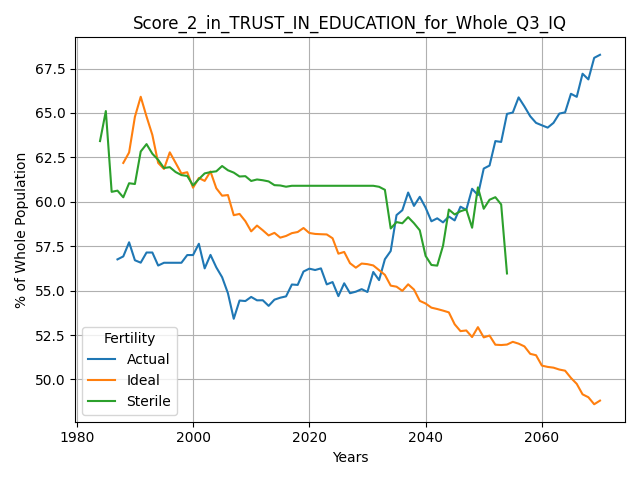 Score_2_in_TRUST_IN_EDUCATION_for_Whole_Q3_IQ
% of Whole Population
67.5
65.0
62.5
60.0
57.5
55.0
52.5
50.0
Fertility
Actual
Ideal
Sterile
1980 2000 2020 2040 2060
Years